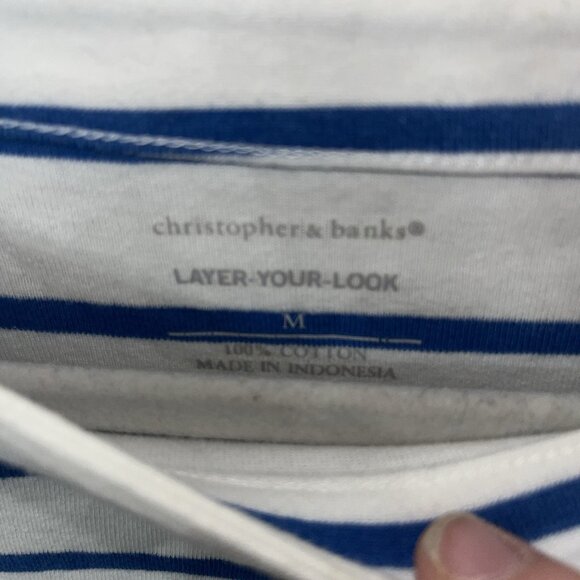 christopher & banks®
LAYER-YOUR-LOOK
M
100% COTTON
MADE IN INDONESIA